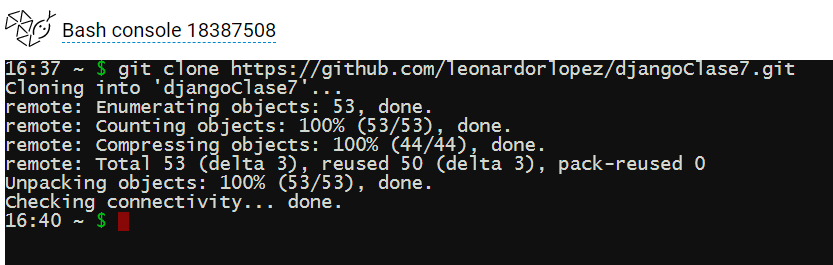 Bash console 18387508
16:37 ~ $ git clone https://github.com/leonardorlopez/djangoClase7.git
Cloning into 'djangoClase7'...
remote: Enumerating objects: 53, done.
remote: Counting objects: 100% (53/53), done.
remote: Compressing objects: 100% (44/44), done.
remote: Total 53 (delta 3), reused 50 (delta 3), pack-reused 0
Unpacking objects: 100% (53/53), done.
Checking connectivity... done.
16:40 ~ $